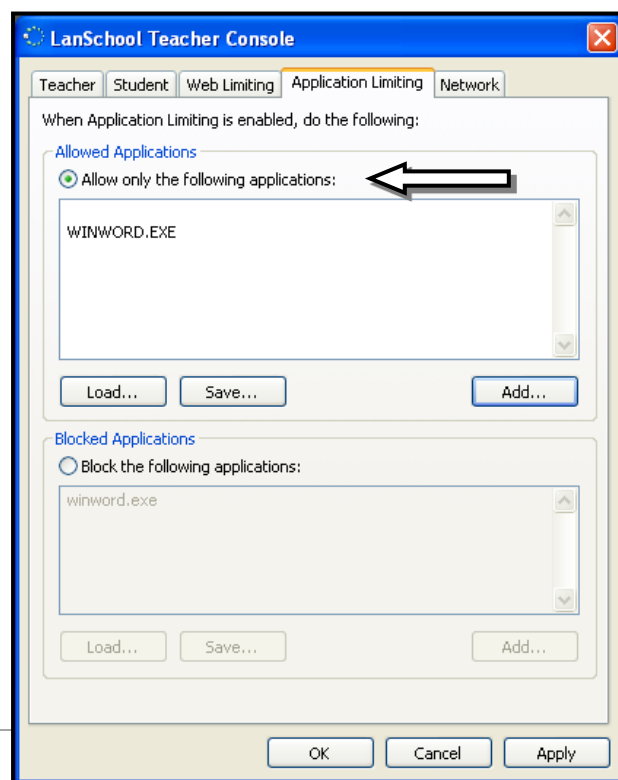 LanSchool Teacher Console
Teacher Student Web Limiting Application Limiting Network
When Application Limiting is enabled, do the following:
Allowed Applications
Allow only the following applications:
WINWORD.EXE
Load... Save... Add...
Blocked Applications
Block the following applications:
winword.exe
Load... Save... Add...
OK Cancel Apply